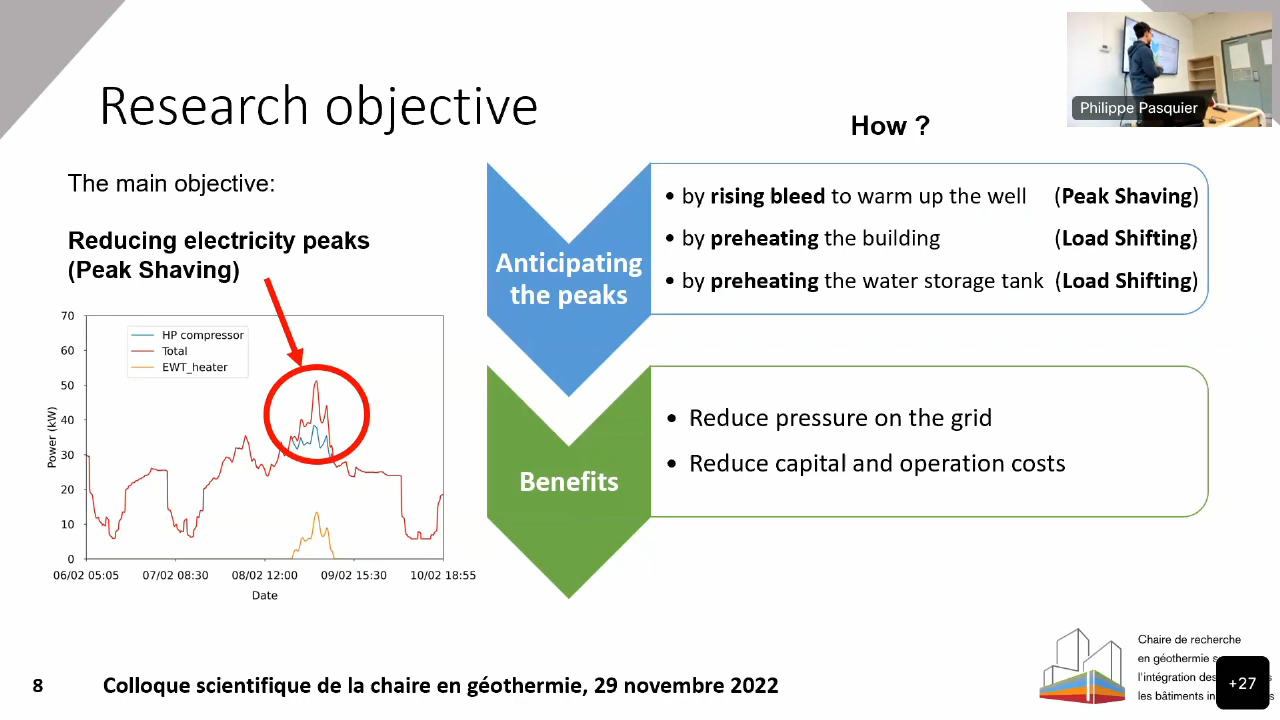 Research objective
Philippe Pasquier
How ?
The main objective:
Reducing electricity peaks
(Peak Shaving)
Anticipating
the peaks
• by rising bleed to warm up the well (Peak Shaving)
• by preheating the building (Load Shifting)
• by preheating the water storage tank (Load Shifting)
Benefits
• Reduce pressure on the grid
• Reduce capital and operation costs
70
60
50
40
30
20
10
0
Power (kW)
HP compressor
Total
EWT_heater
06/02 05:05 07/02 08:30 08/02 12:00 09/02 15:30 10/02 18:55
Date
8
Colloque scientifique de la chaire en géothermie, 29 novembre 2022
Chaire de recherche
en géothermie
l'intégration des
les bâtiments
+27